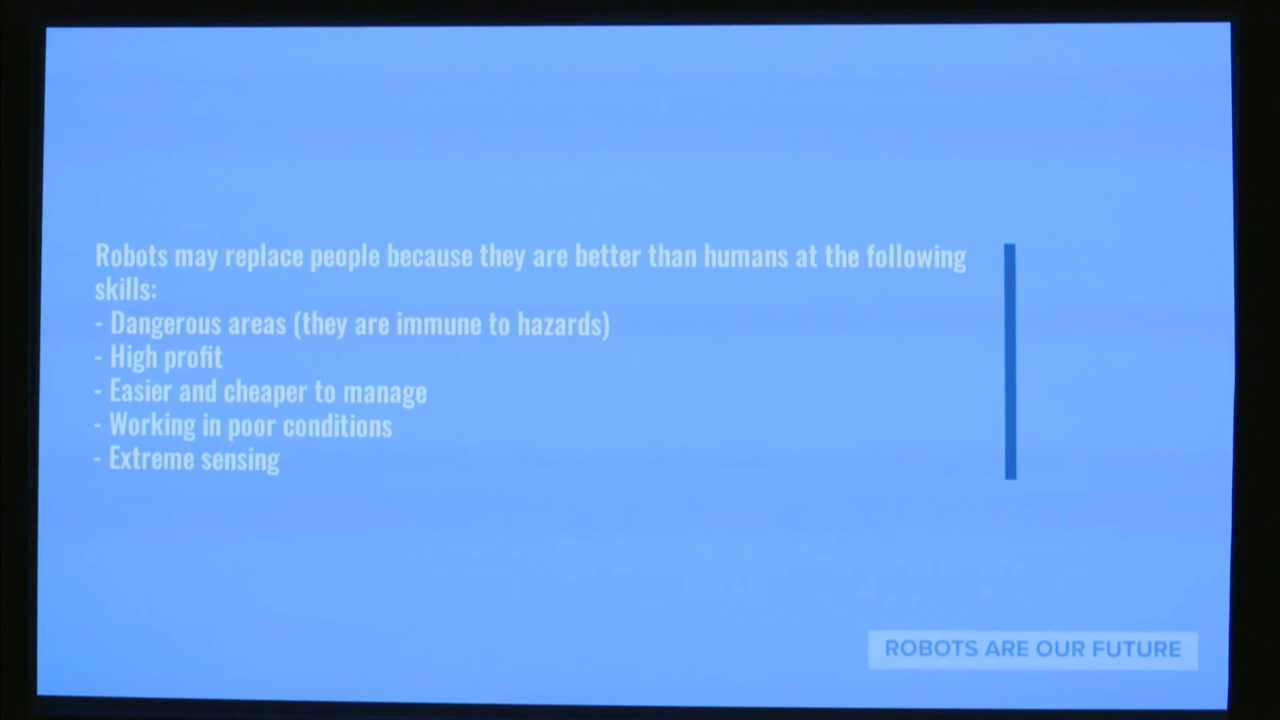 Robots may replace people because they are better than humans at the following
skills:
- Dangerous areas (they are immune to hazards)
- High profit
- Easier and cheaper to manage
- Working in poor conditions
- Extreme sensing
ROBOTS ARE OUR FUTURE